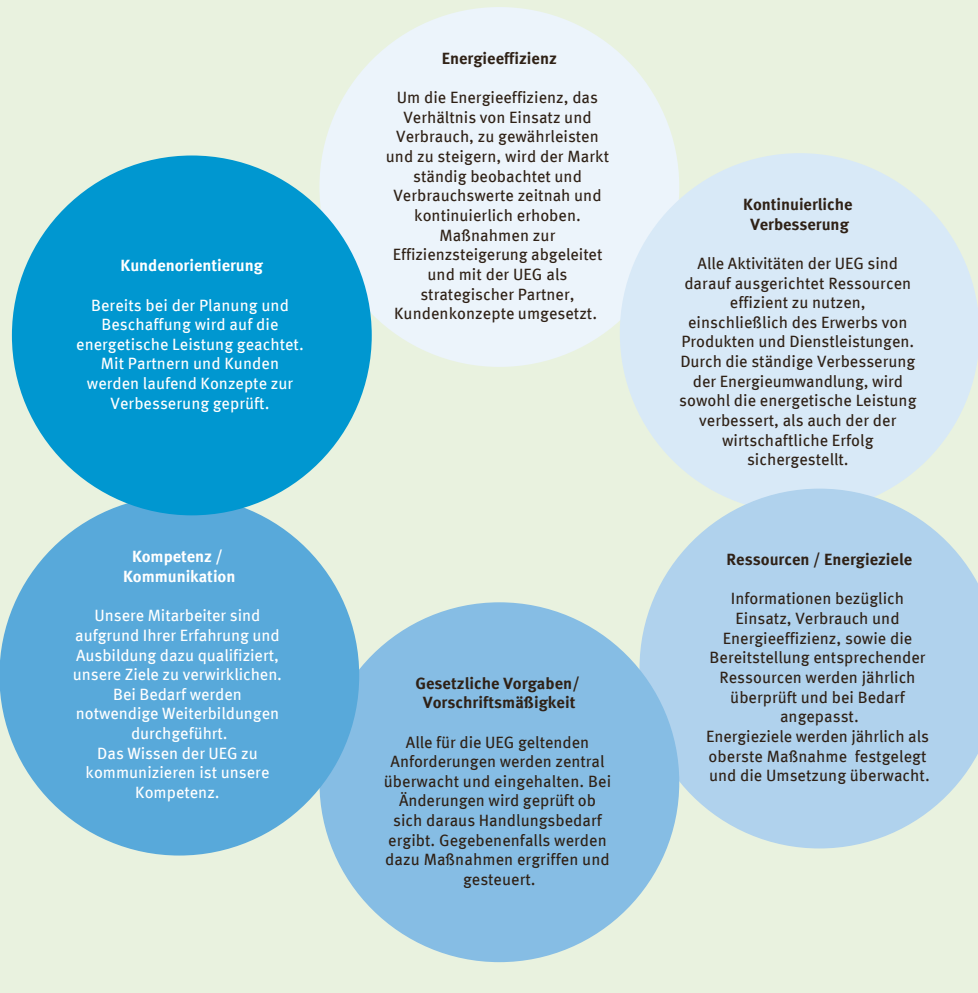 Energieeffizienz
Um die Energieeffizienz, das
Verhältnis von Einsatz und
Verbrauch, zu gewährleisten
und zu steigern, wird der Markt
ständig beobachtet und
Verbrauchswerte zeitnah und
kontinuierlich erhoben.
Maßnahmen zur
Effizienzsteigerung abgeleitet
und mit der UEG als
strategischer Partner,
Kundenkonzepte umgesetzt.
Kontinuierliche
Verbesserung
Alle Aktivitäten der UEG sind
darauf ausgerichtet Ressourcen
effizient zu nutzen,
einschließlich des Erwerbs von
Produkten und Dienstleistungen.
Durch die ständige Verbesserung
der Energieumwandlung, wird
sowohl die energetische Leistung
verbessert, als auch der der
wirtschaftliche Erfolg
sichergestellt.
Ressourcen / Energieziele
Informationen bezüglich
Einsatz, Verbrauch und
Energieeffizienz, sowie die
Bereitstellung entsprechender
Ressourcen werden jährlich
überprüft und bei Bedarf
angepasst.
Energieziele werden jährlich als
oberste Maßnahme festgelegt
und die Umsetzung überwacht.
Gesetzliche Vorgaben/
Vorschriftsmäßigkeit
Alle für die UEG geltenden
Anforderungen werden zentral
überwacht und eingehalten. Bei
Änderungen wird geprüft ob
sich daraus Handlungsbedarf
ergibt. Gegebenenfalls werden
dazu Maßnahmen ergriffen und
gesteuert.
Kompetenz /
Kommunikation
Unsere Mitarbeiter sind
aufgrund Ihrer Erfahrung und
Ausbildung dazu qualifiziert,
unsere Ziele zu verwirklichen.
Bei Bedarf werden
notwendige Weiterbildungen
durchgeführt.
Das Wissen der UEG zu
kommunizieren ist unsere
Kompetenz.
Kundenorientierung
Bereits bei der Planung und
Beschaffung wird auf die
energetische Leistung geachtet.
Mit Partnern und Kunden
werden laufend Konzepte zur
Verbesserung geprüft.